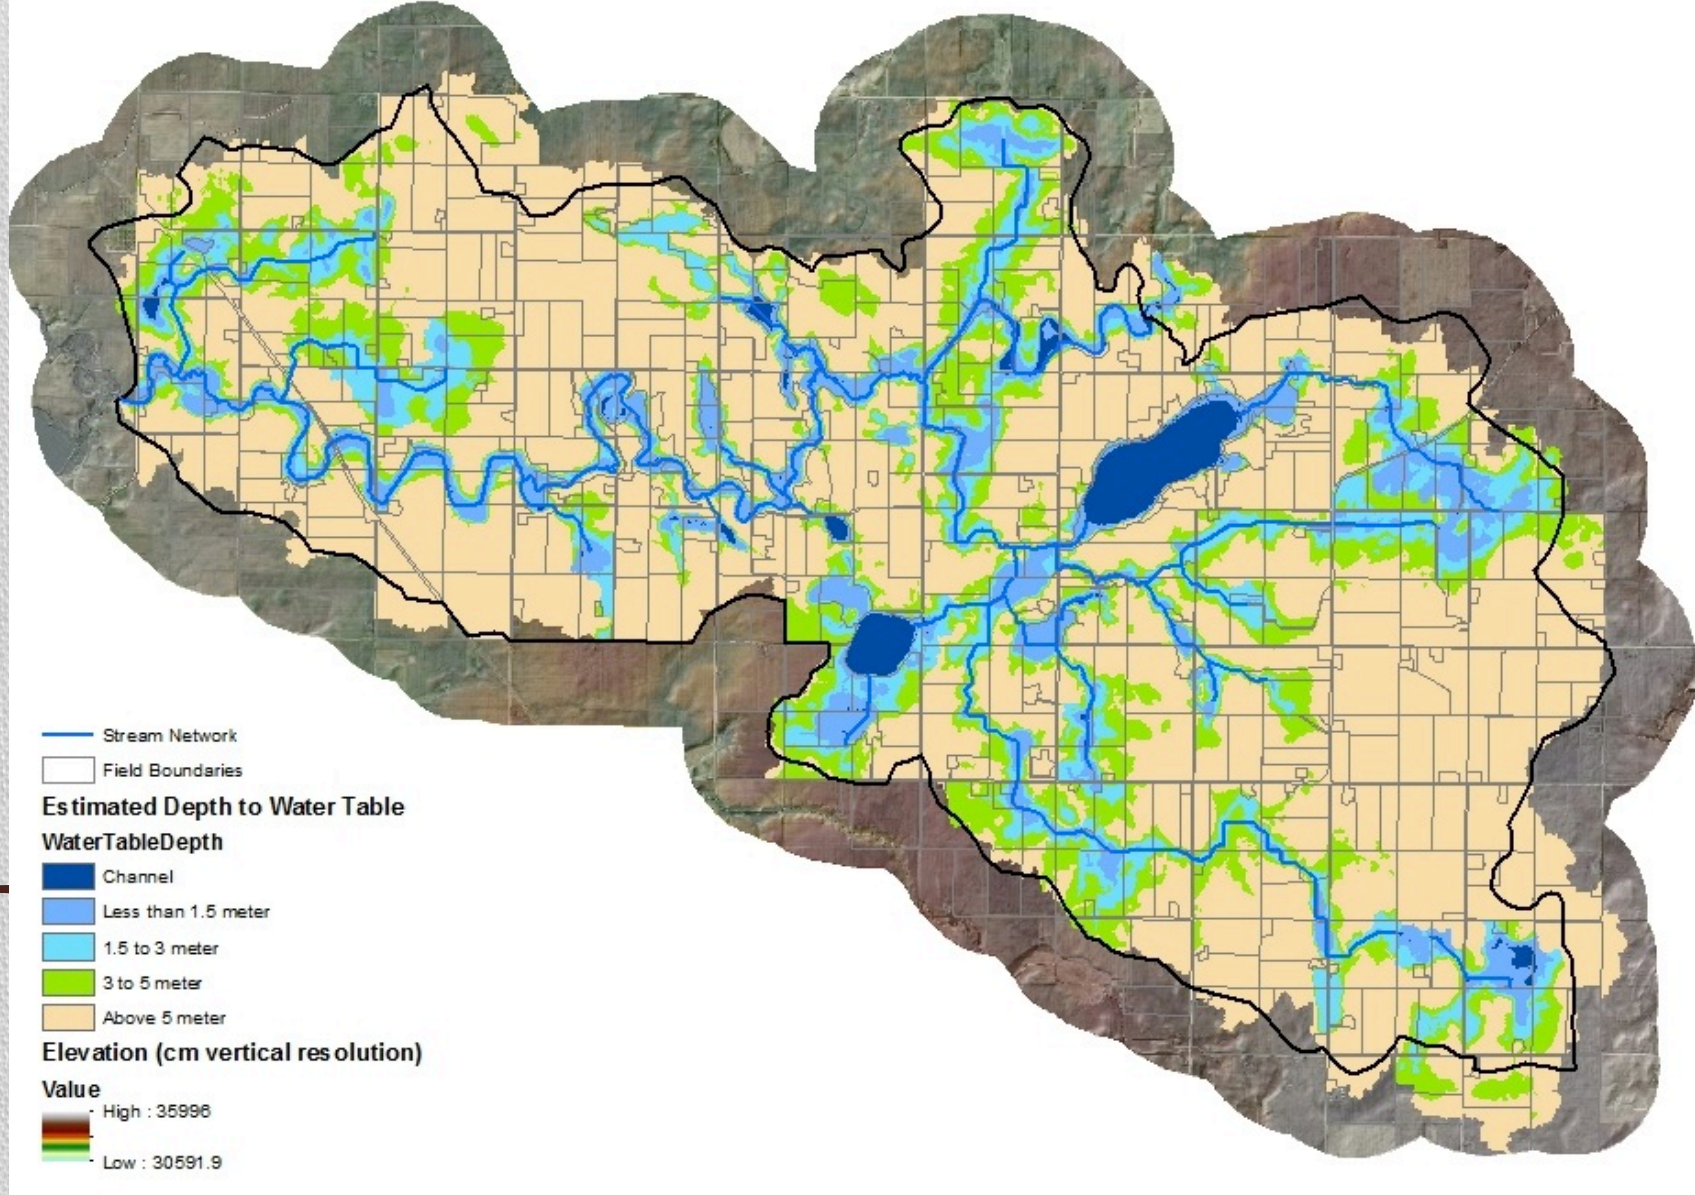 Stream Network
Field Boundaries
Estimated Depth to Water Table
WaterTableDepth
Channel
Less than 1.5 meter
1.5 to 3 meter
3 to 5 meter
Above 5 meter
Elevation (cm vertical resolution)
Value
High : 35996
Low : 30591.9